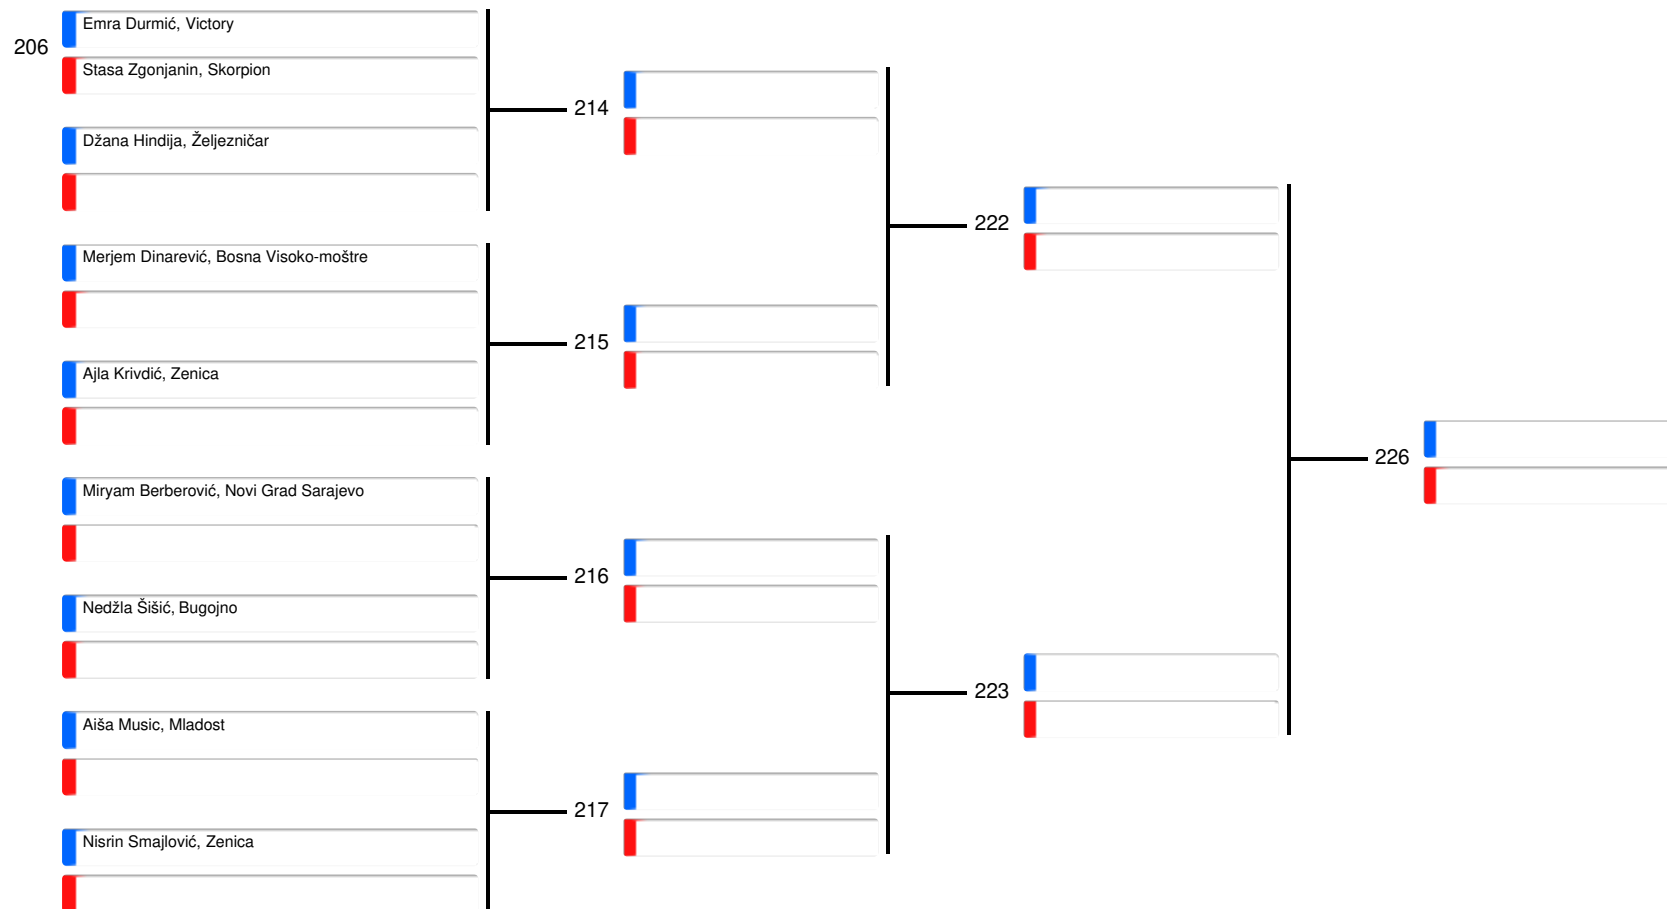 206
Emra Durmić, Victory
Stasa Zgonjanin, Skorpion
Džana Hindija, Željezničar
Merjem Dinarević, Bosna Visoko-moštre
Ajla Krivdić, Zenica
Miryam Berberović, Novi Grad Sarajevo
Nedžla Šišić, Bugojno
Aiša Music, Mladost
Nisrin Smajlović, Zenica
214
215
216
217
222
223
226